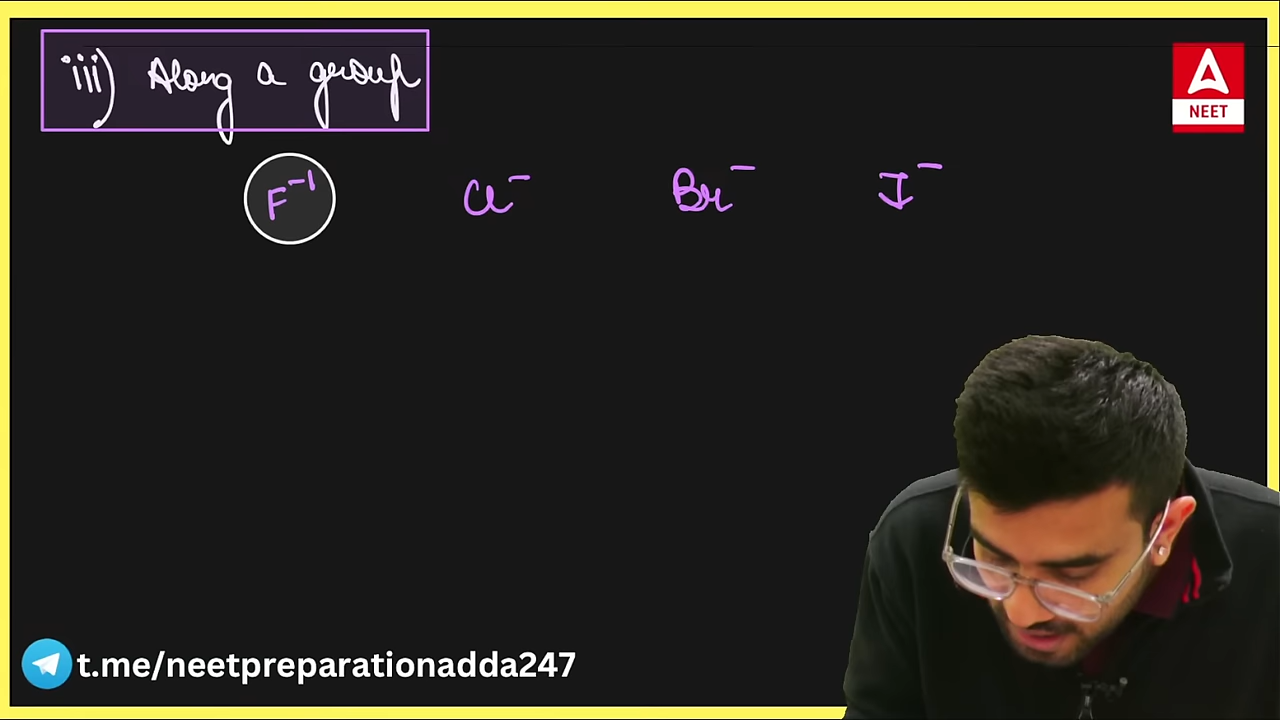 iii) Along a group
NEET
F⁻¹ Cl⁻ Br⁻ I⁻
t.me/neetpreparationadda247